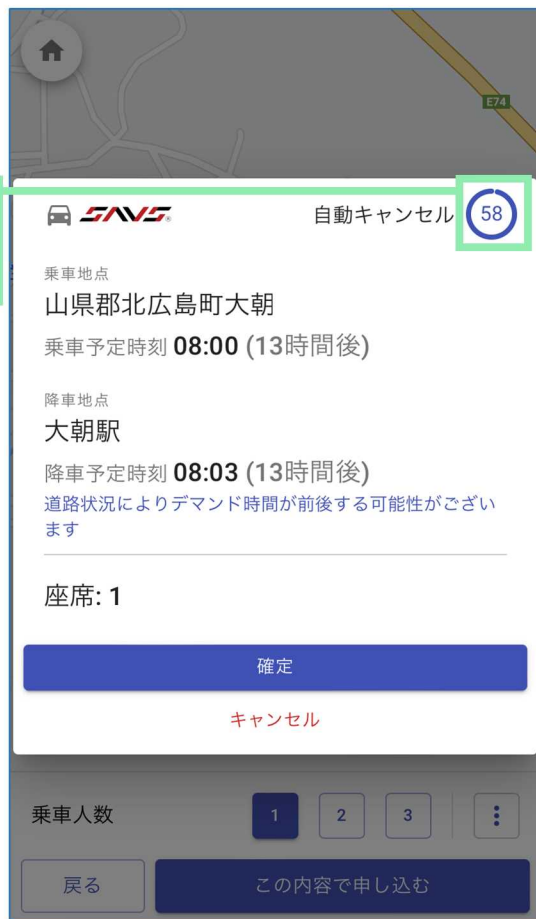 E74
SAVS
自動キャンセル 58
乗車地点
山県郡北広島町大朝
乗車予定時刻 08:00 (13時間後)
降車地点
大朝駅
降車予定時刻 08:03 (13時間後)
道路状況によりデマンド時間が前後する可能性がござい
ます
座席: 1
確定
キャンセル
乗車人数 1 2 3
戻る この内容で申し込む